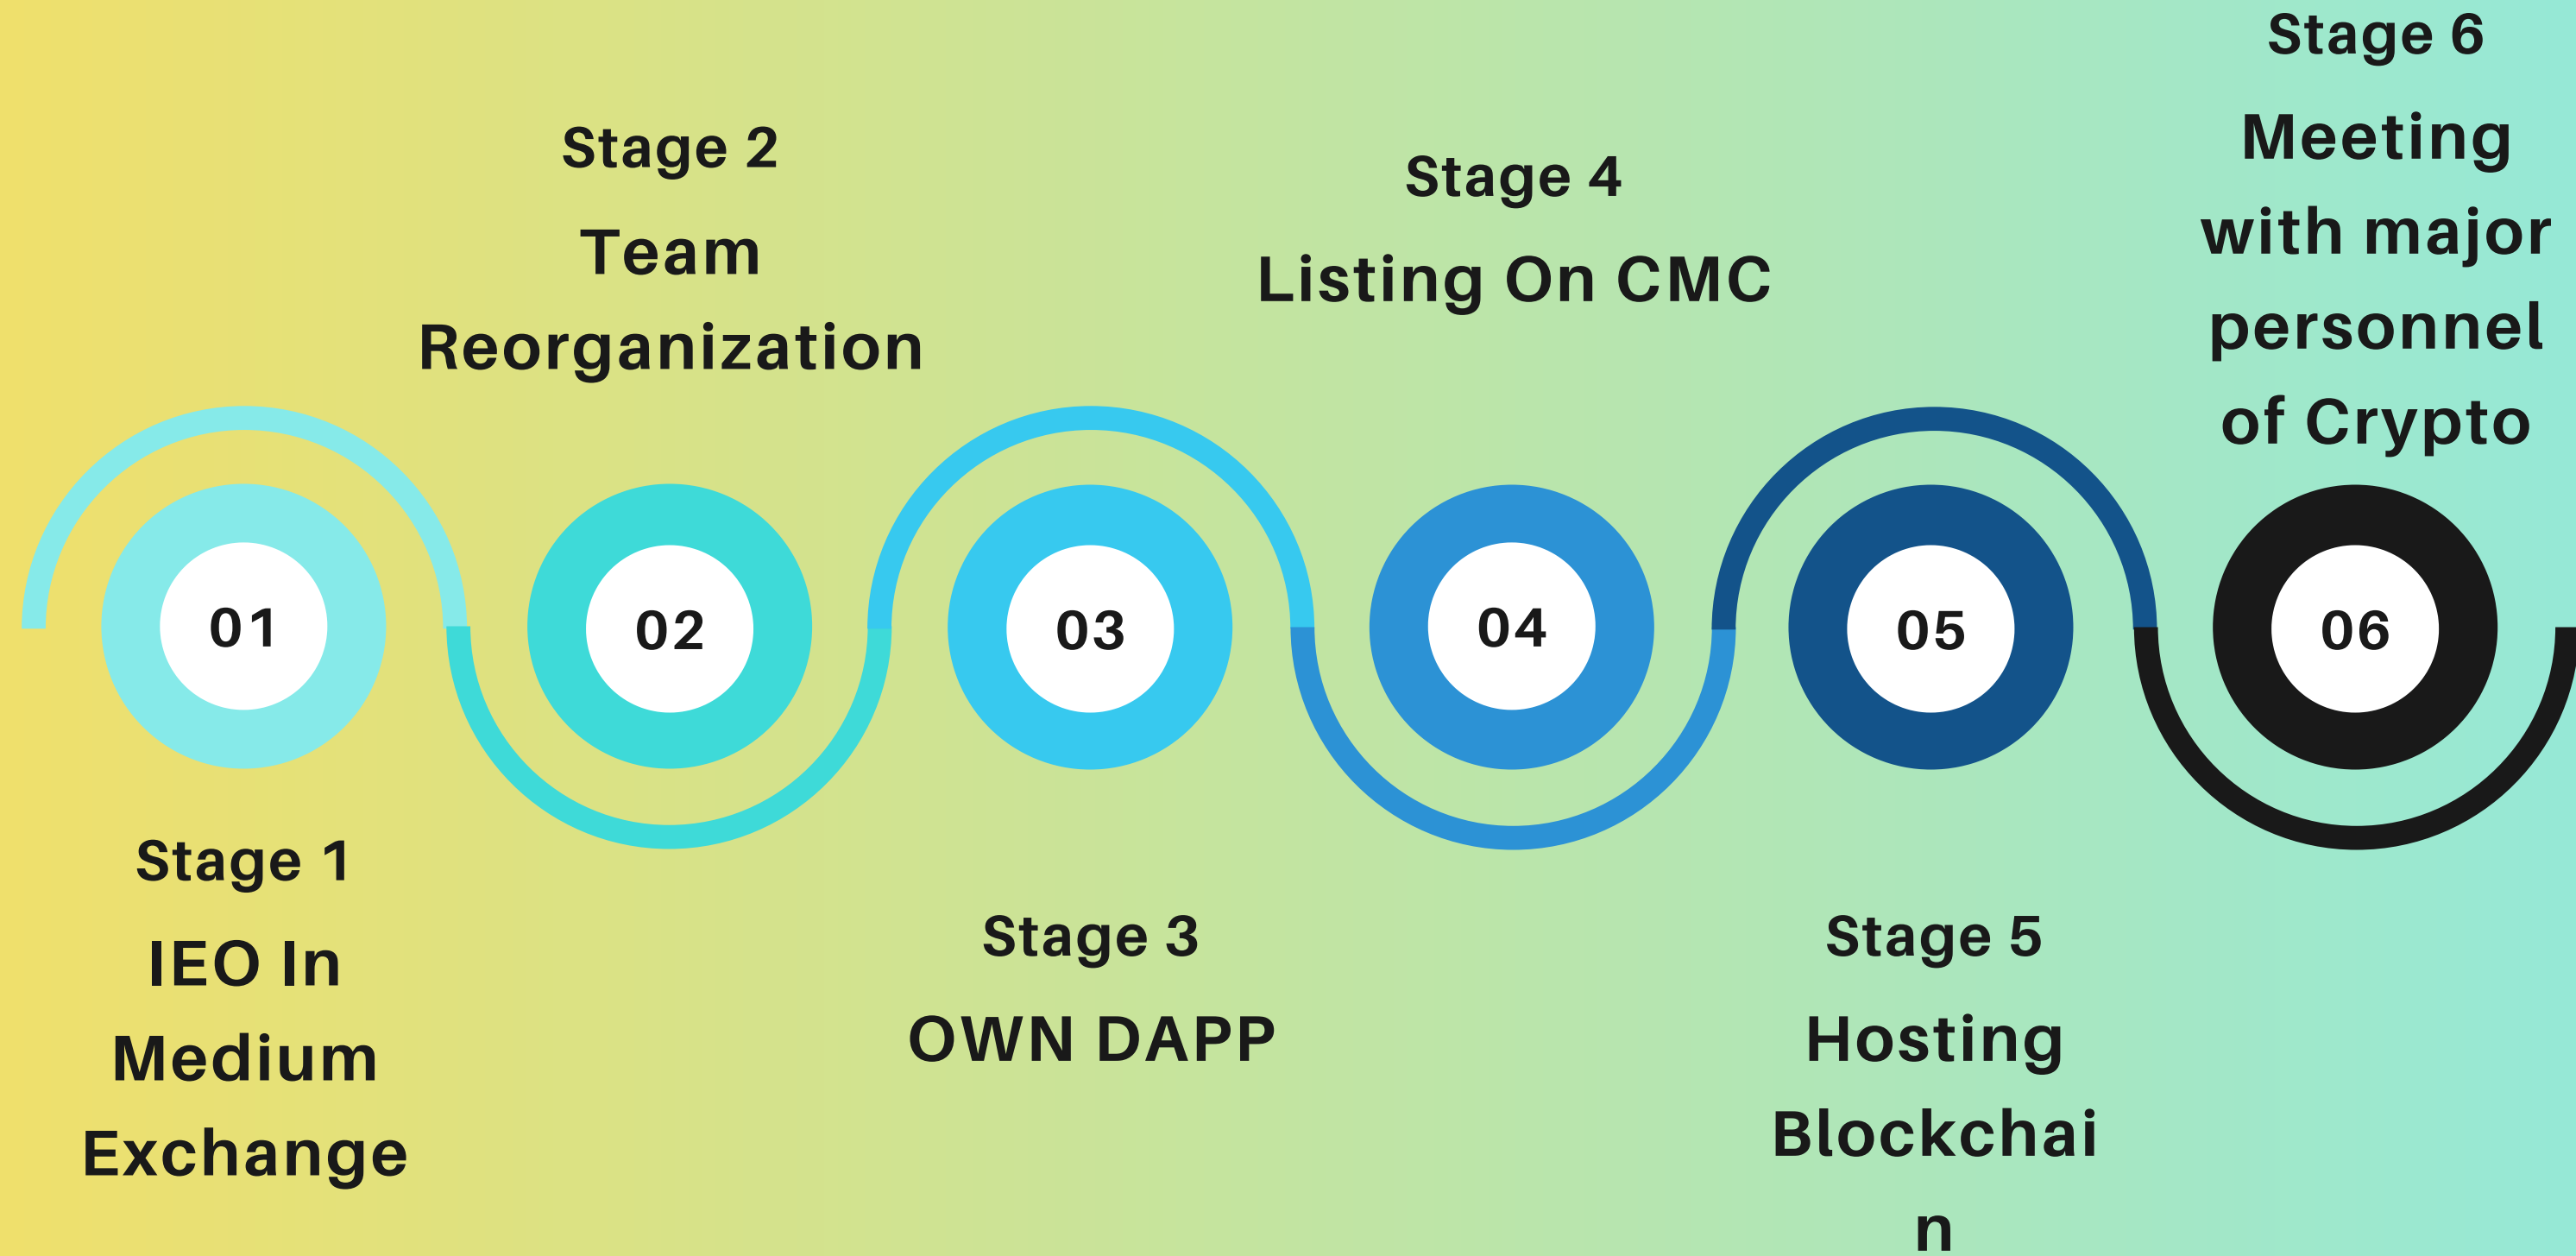 Stage 1
IEO In
Medium
Exchange
01
Stage 2
Team
Reorganization
02
03
Stage 3
OWN DAPP
Stage 4
Listing On CMC
04
05
Stage 5
Hosting
Blockchai
n
Stage 6
Meeting
with major
personnel
of Crypto
06